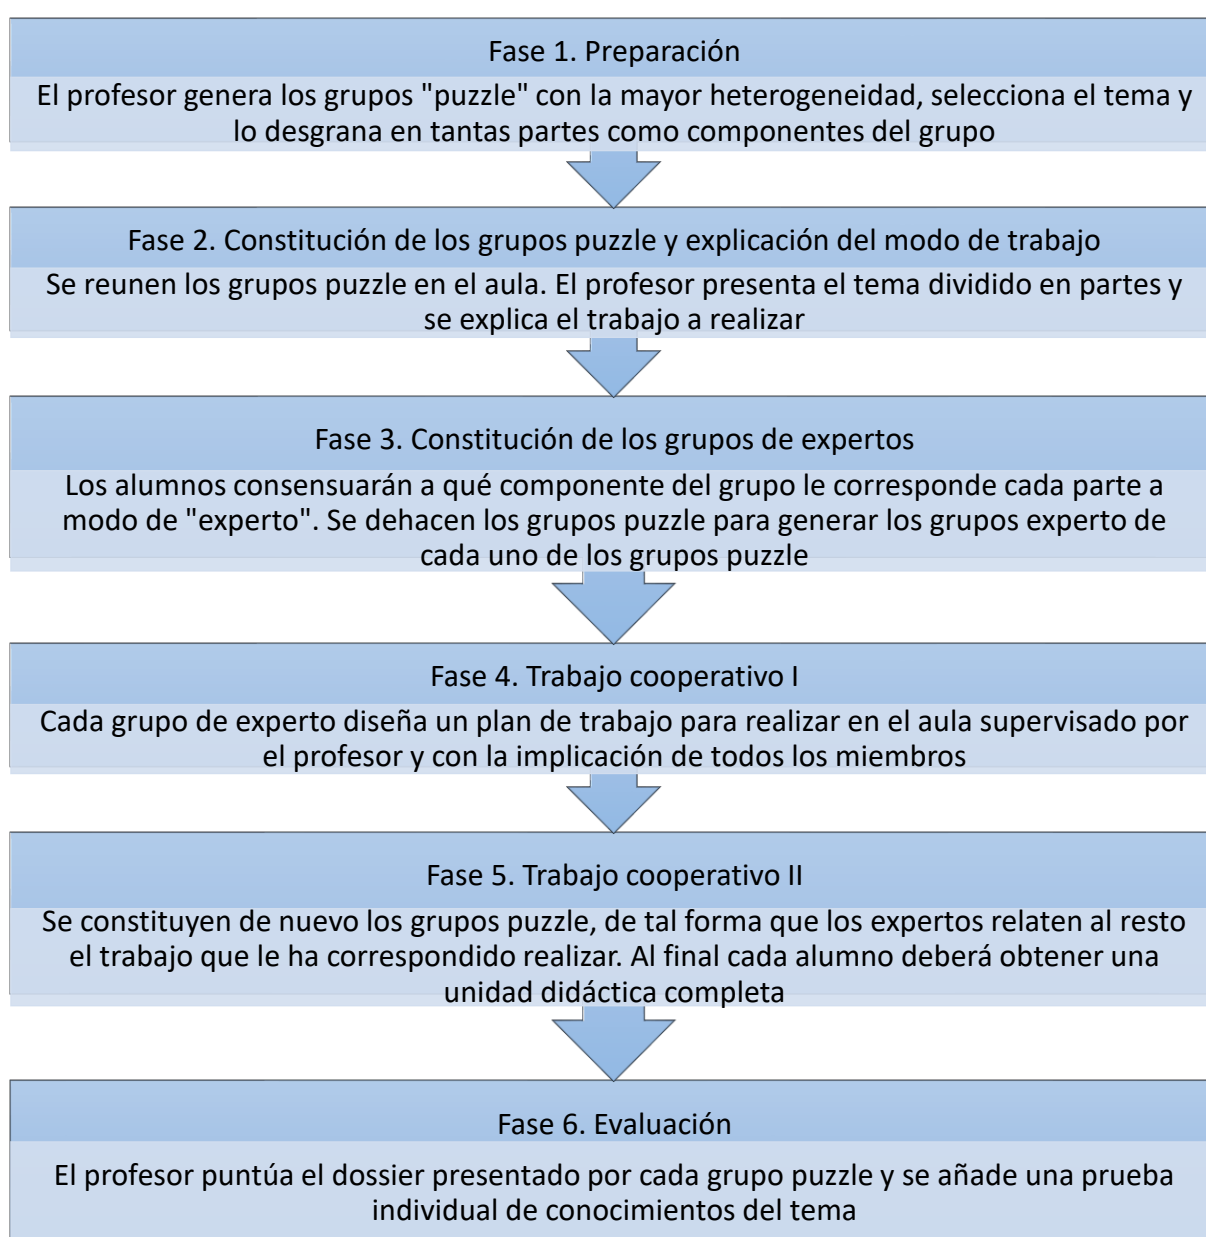 Fase 1. Preparación
El profesor genera los grupos "puzzle" con la mayor heterogeneidad, selecciona el tema y
lo desgrana en tantas partes como componentes del grupo
Fase 2. Constitución de los grupos puzzle y explicación del modo de trabajo
Se reunen los grupos puzzle en el aula. El profesor presenta el tema dividido en partes y
se explica el trabajo a realizar
Fase 3. Constitución de los grupos de expertos
Los alumnos consensuarán a qué componente del grupo le corresponde cada parte a
modo de "experto". Se dehacen los grupos puzzle para generar los grupos experto de
cada uno de los grupos puzzle
Fase 4. Trabajo cooperativo I
Cada grupo de experto diseña un plan de trabajo para realizar en el aula supervisado por
el profesor y con la implicación de todos los miembros
Fase 5. Trabajo cooperativo II
Se constituyen de nuevo los grupos puzzle, de tal forma que los expertos relaten al resto
el trabajo que le ha correspondido realizar. Al final cada alumno deberá obtener una
unidad didáctica completa
Fase 6. Evaluación
El profesor puntúa el dossier presentado por cada grupo puzzle y se añade una prueba
individual de conocimientos del tema